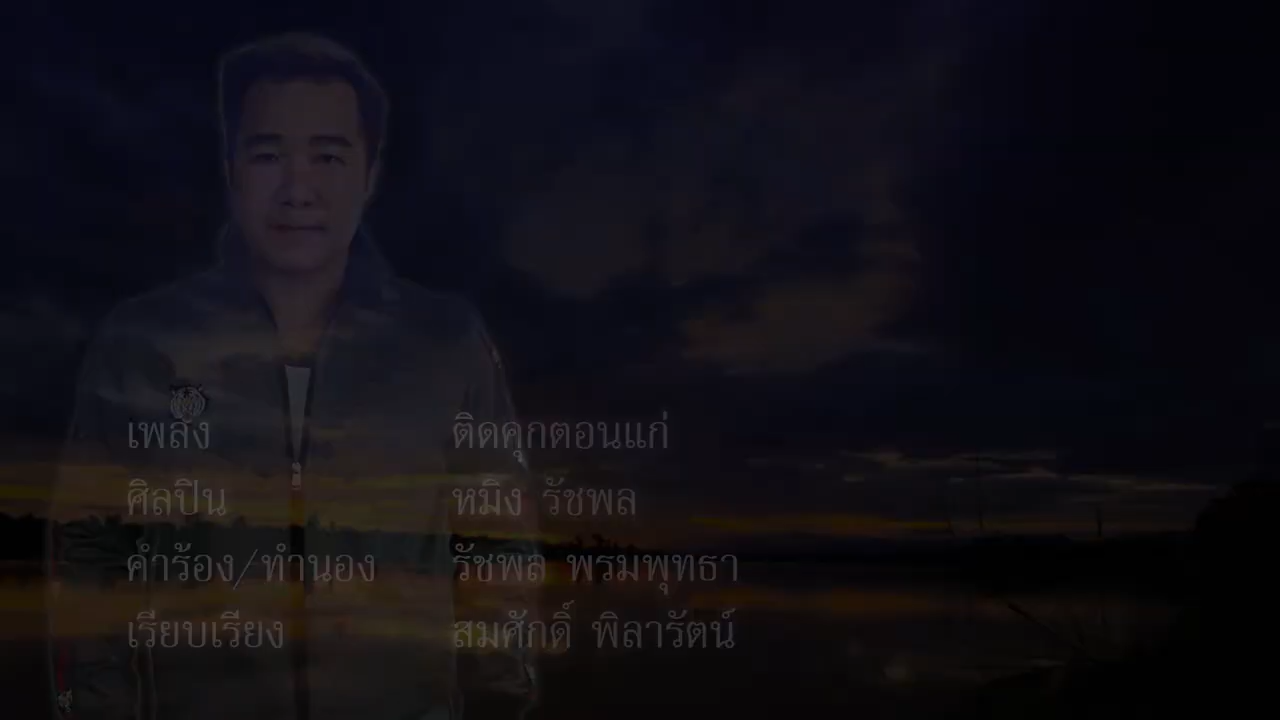 เพลง ติดคุกตอนแก่
ศิลปิน หมิง รัชพล
คำร้อง/ทำนอง รัชพล พรมพุทธา
เรียบเรียง สมศักดิ์ พิลารัตน์